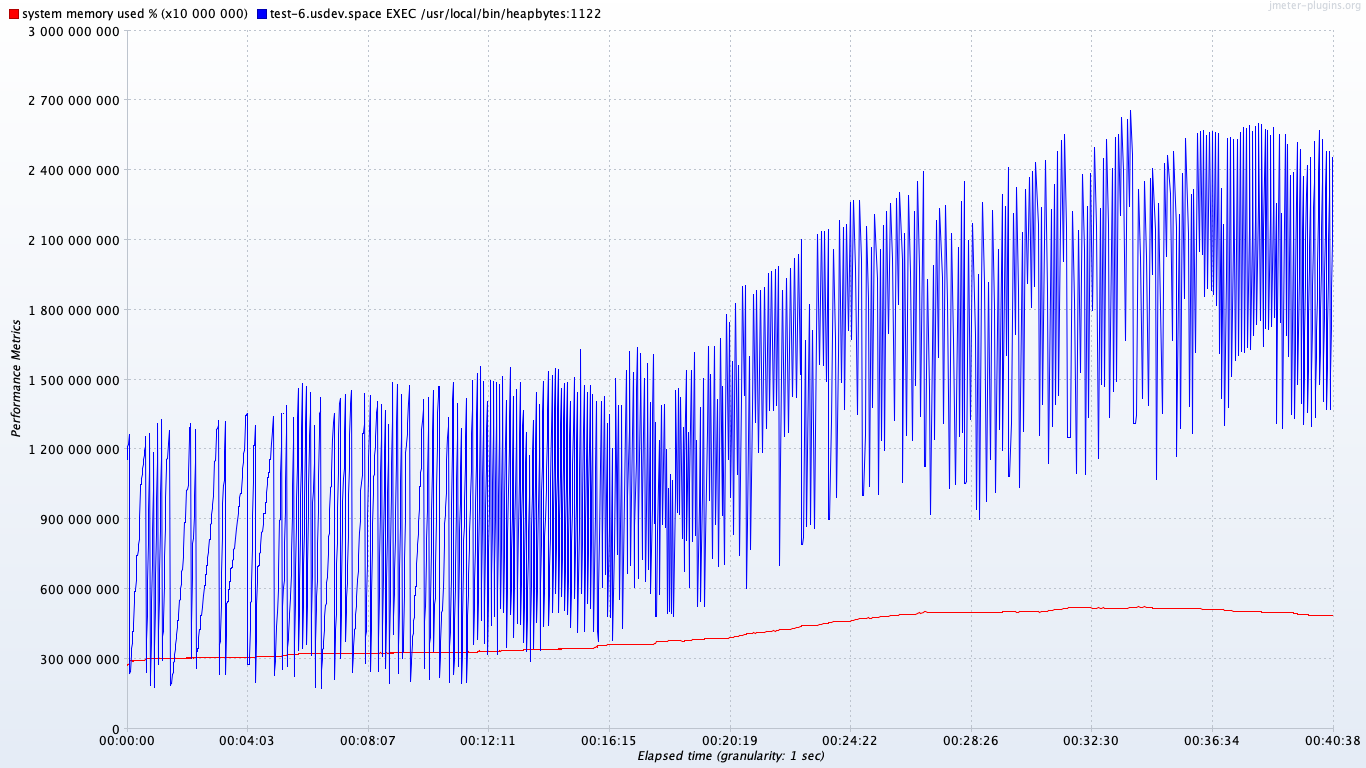 system memory used % (x10 000 000) test-6.usdev.space EXEC /usr/local/bin/heapbytes:1122
jmeter-plugins.org
3 000 000 000
2 700 000 000
2 400 000 000
2 100 000 000
1 800 000 000
1 500 000 000
1 200 000 000
900 000 000
600 000 000
300 000 000
0
Performance Metrics
00:00:00 00:04:03 00:08:07 00:12:11 00:16:15 00:20:19 00:24:22 00:28:26 00:32:30 00:36:34 00:40:38
Elapsed time (granularity: 1 sec)